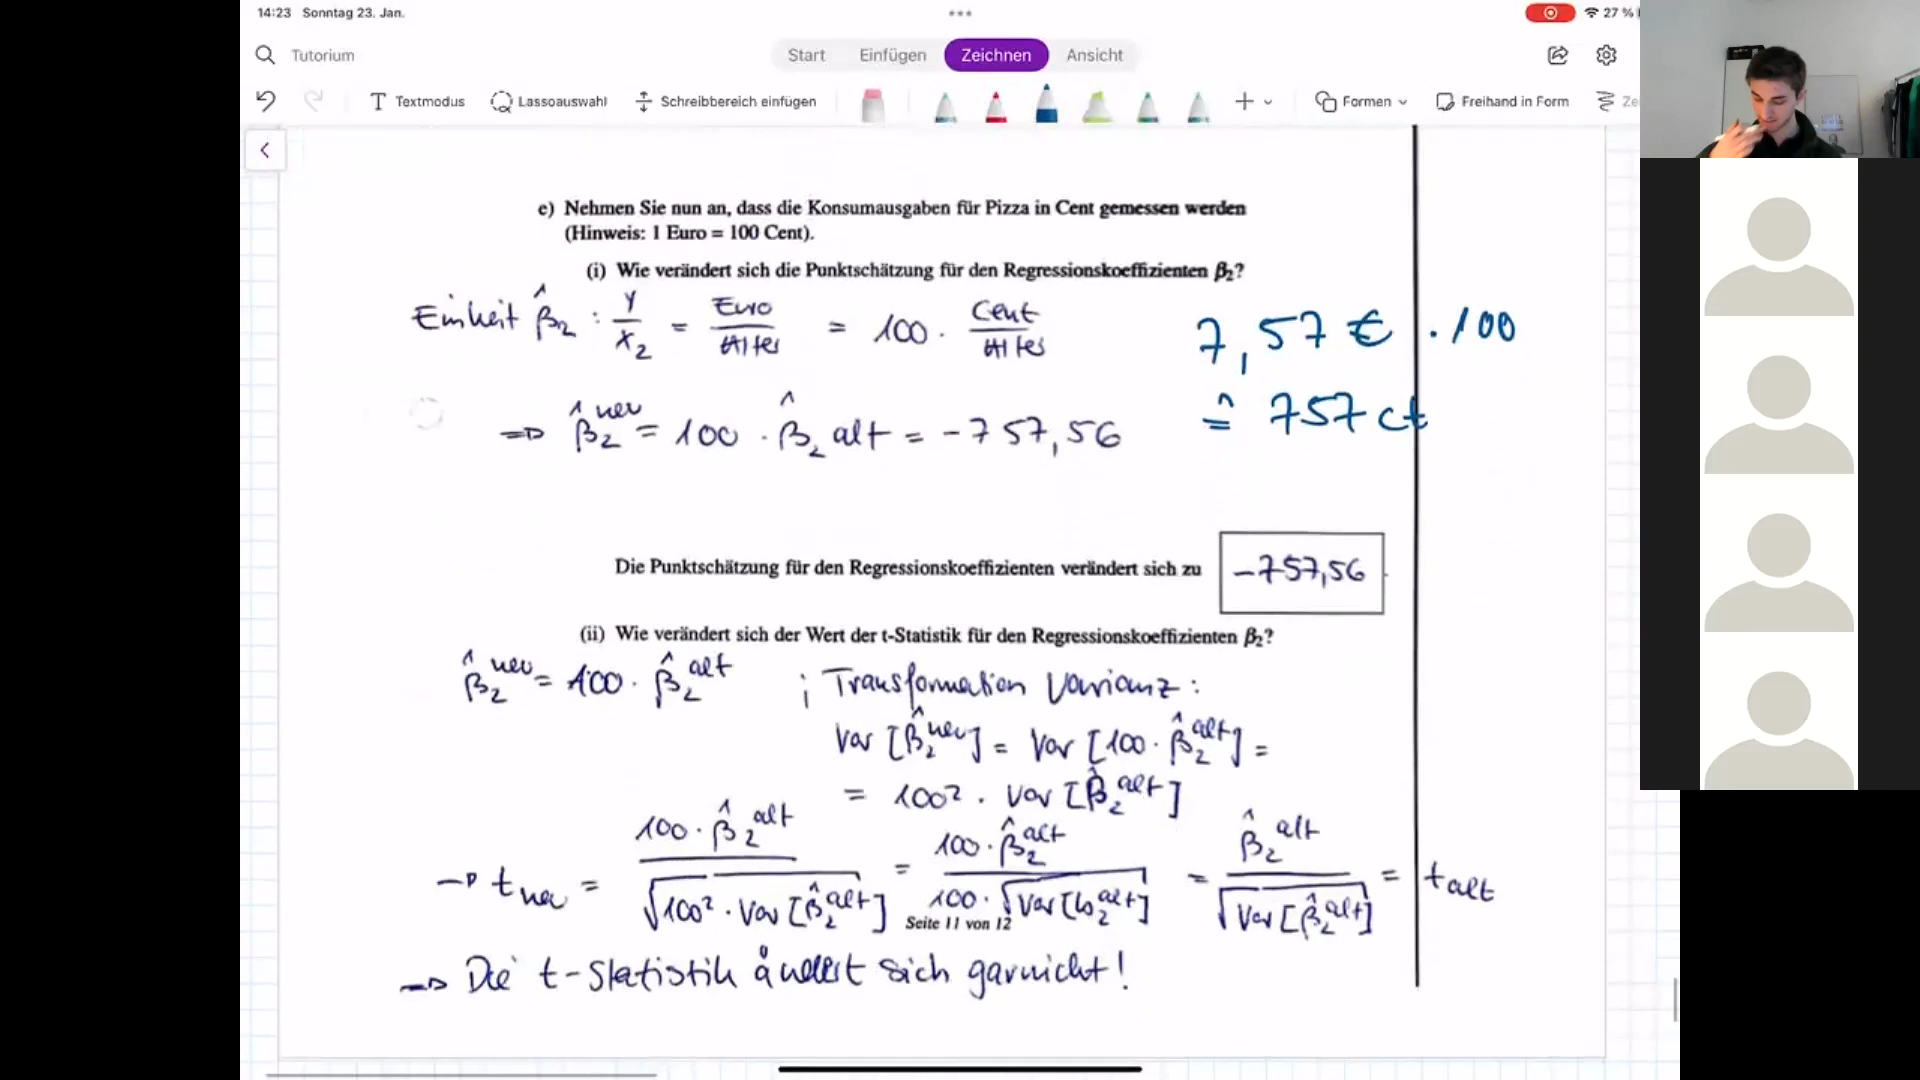 14:23 Sonntag 23. Jan.
27 %
Tutorium
Start Einfügen Zeichnen Ansicht
T Textmodus Lassoauswahl Schreibbereich einfügen Formen Freihand in Form Ze
e) Nehmen Sie nun an, dass die Konsumausgaben für Pizza in Cent gemessen werden
(Hinweis: 1 Euro = 100 Cent).
(i) Wie verändert sich die Punktschätzung für den Regressionskoeffizienten β₂?
Einheit β̂₂ : Y/X₂ = Euro/Alter = 100 · Cent/Alter
7,57 € · 100
≙ 757 ct
⇒ β̂₂ neu = 100 · β̂₂ alt = -757,56
Die Punktschätzung für den Regressionskoeffizienten verändert sich zu -757,56.
(ii) Wie verändert sich der Wert der t-Statistik für den Regressionskoeffizienten β₂?
β̂₂ neu = 100 · β̂₂ alt ; Transformation Varianz :
Var [β̂₂ neu] = Var [100 · β̂₂ alt] =
= 100² · Var [β̂₂ alt]
→ t neu = 100 · β̂₂ alt / √(100² · Var [β̂₂ alt]) = 100 · β̂₂ alt / 100 · √(Var [b₂ alt]) = β̂₂ alt / √(Var [β̂₂ alt]) = t alt
Seite 11 von 12
→ Die t-Statistik ändert sich garnicht!